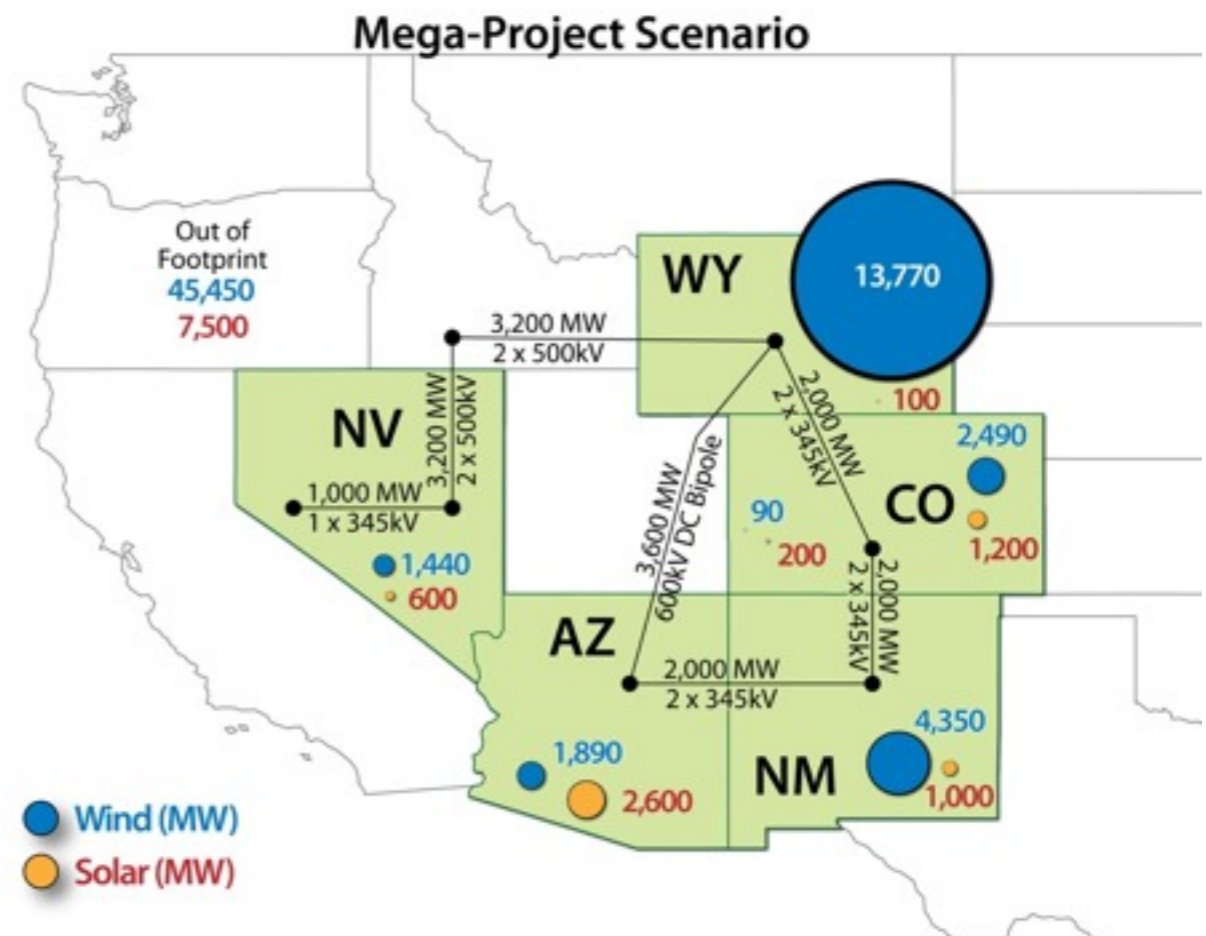 Mega-Project Scenario
Out of
Footprint
45,450
7,500
WY
13,770
100
3,200 MW
2 x 500kV
3,200 MW
2 x 500kV
NV
1,000 MW
1 x 345kV
1,440
600
2,000 MW
2 x 345kV
3,600 MW
600kV DC Bipole
2,490
CO
1,200
90
200
2,000 MW
2 x 345kV
AZ
2,000 MW
2 x 345kV
1,890
2,600
NM
4,350
1,000
Wind (MW)
Solar (MW)